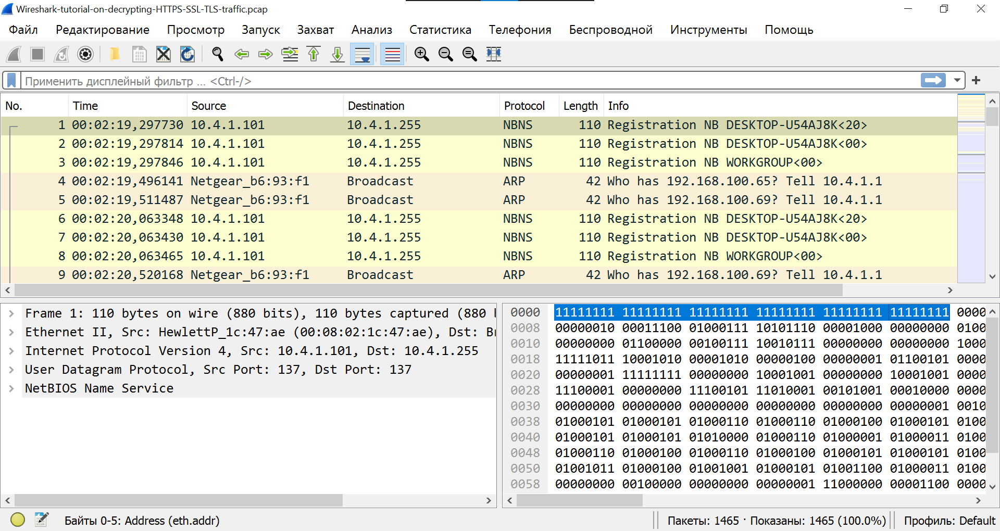 Wireshark-tutorial-on-decrypting-HTTPS-SSL-TLS-traffic.pcap
Файл Редактирование Просмотр Запуск Захват Анализ Статистика Телефония Беспроводной Инструменты Помощь
Применить дисплейный фильтр ... <Ctrl-/>
No. Time Source Destination Protocol Length Info
1 00:02:19,297730 10.4.1.101 10.4.1.255 NBNS 110 Registration NB DESKTOP-U54AJ8K<20>
2 00:02:19,297814 10.4.1.101 10.4.1.255 NBNS 110 Registration NB DESKTOP-U54AJ8K<00>
3 00:02:19,297846 10.4.1.101 10.4.1.255 NBNS 110 Registration NB WORKGROUP<00>
4 00:02:19,496141 Netgear_b6:93:f1 Broadcast ARP 42 Who has 192.168.100.65? Tell 10.4.1.1
5 00:02:19,511487 Netgear_b6:93:f1 Broadcast ARP 42 Who has 192.168.100.69? Tell 10.4.1.1
6 00:02:20,063348 10.4.1.101 10.4.1.255 NBNS 110 Registration NB DESKTOP-U54AJ8K<20>
7 00:02:20,063430 10.4.1.101 10.4.1.255 NBNS 110 Registration NB DESKTOP-U54AJ8K<00>
8 00:02:20,063465 10.4.1.101 10.4.1.255 NBNS 110 Registration NB WORKGROUP<00>
9 00:02:20,520168 Netgear_b6:93:f1 Broadcast ARP 42 Who has 192.168.100.69? Tell 10.4.1.1
Frame 1: 110 bytes on wire (880 bits), 110 bytes captured (880
Ethernet II, Src: HewlettP_1c:47:ae (00:08:02:1c:47:ae), Dst: Br
Internet Protocol Version 4, Src: 10.4.1.101, Dst: 10.4.1.255
User Datagram Protocol, Src Port: 137, Dst Port: 137
NetBIOS Name Service
0000 11111111 11111111 11111111 11111111 11111111 11111111 0000
0008 00000010 00011100 01000111 10101110 00001000 00000000 0100
0010 00000000 01100000 00100111 10010111 00000000 00000000 1000
0018 11111011 10001010 00001010 00000100 00000001 01100101 0000
0020 00000001 11111111 00000000 10001001 00000000 10001001 0000
0028 11100001 00000000 11100101 11010001 00101001 00010000 0000
0030 00000000 00000000 00000000 00000000 00000000 00000001 0010
0038 01000101 01000101 01000110 01000110 01000100 01000101 0100
0040 01000101 01000101 01010000 01000110 01000001 01000011 0100
0048 01000110 01000100 01000110 01000100 01000101 01000101 0100
0050 01001011 01000100 01001001 01000101 01001100 01000011 0100
0058 00000000 00100000 00000000 00000001 11000000 00001100 0000
Байты 0-5: Address (eth.addr)
Пакеты: 1465 · Показаны: 1465 (100.0%)
Профиль: Default